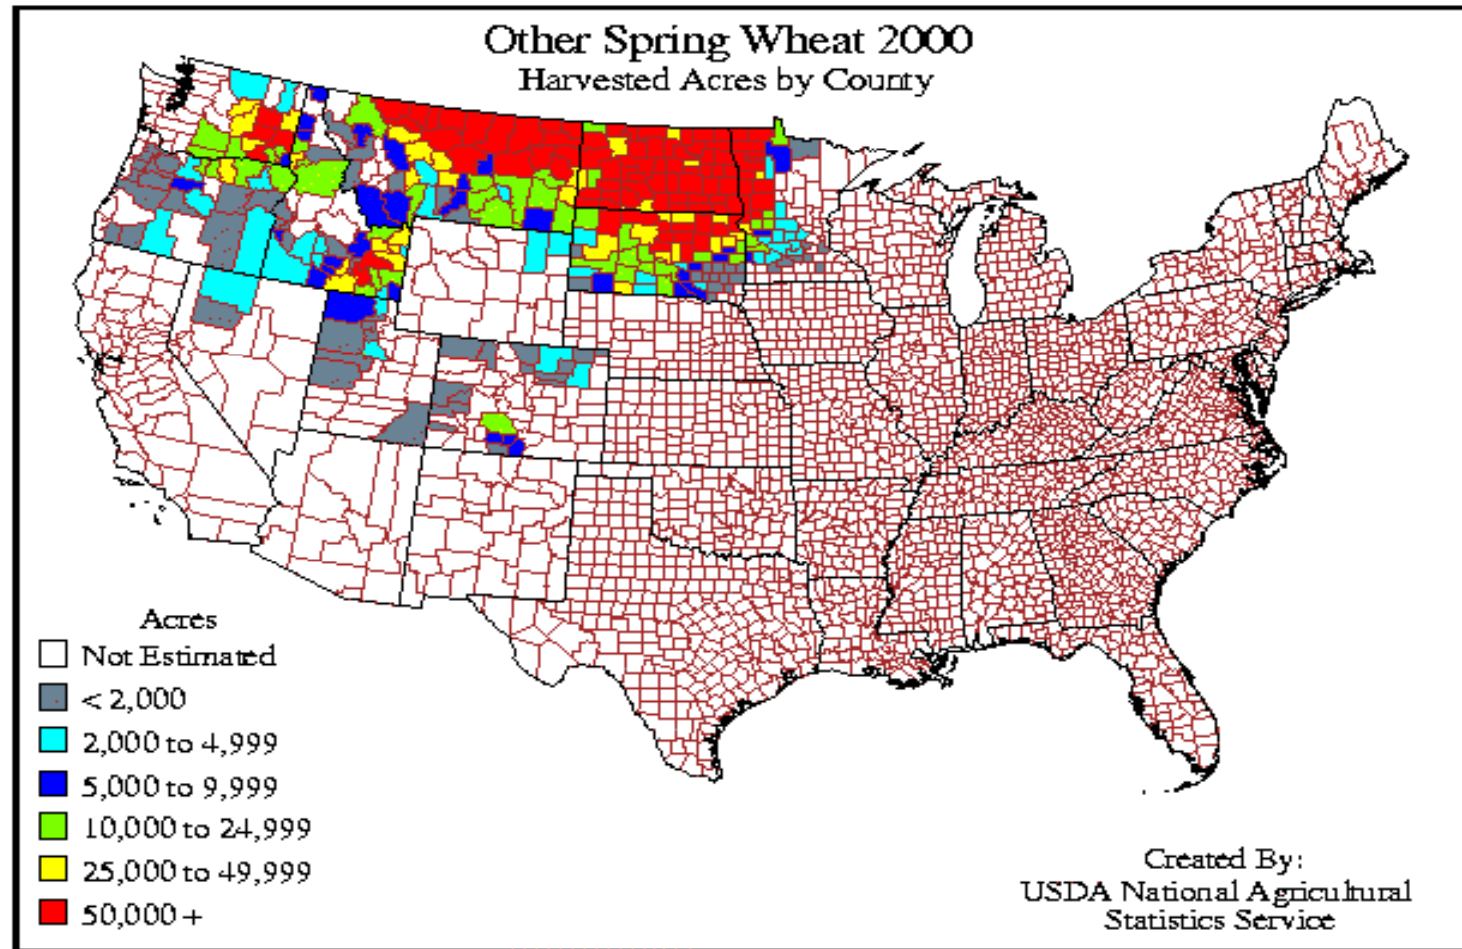 Other Spring Wheat 2000
Harvested Acres by County
Acres
Not Estimated
< 2,000
2,000 to 4,999
5,000 to 9,999
10,000 to 24,999
25,000 to 49,999
50,000 +
Created By:
USDA National Agricultural
Statistics Service